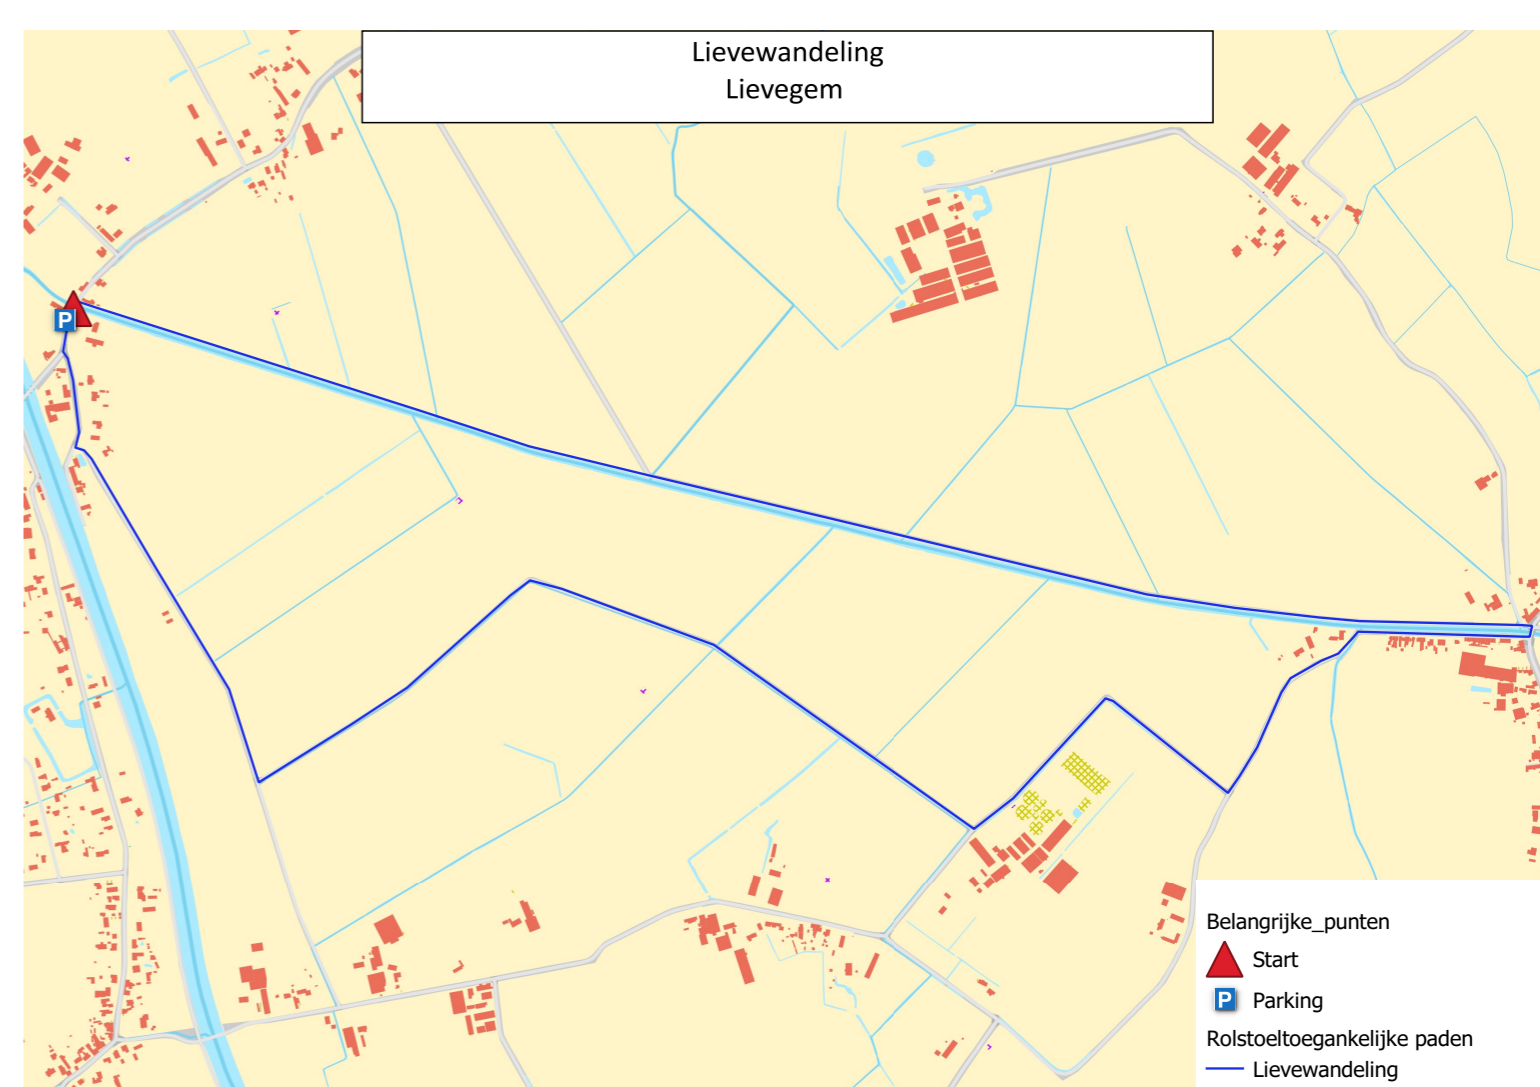 Lievewandeling
Lievegem
P
Belangrijke_punten
Start
P Parking
Rolstoeltoegankelijke paden
Lievewandeling